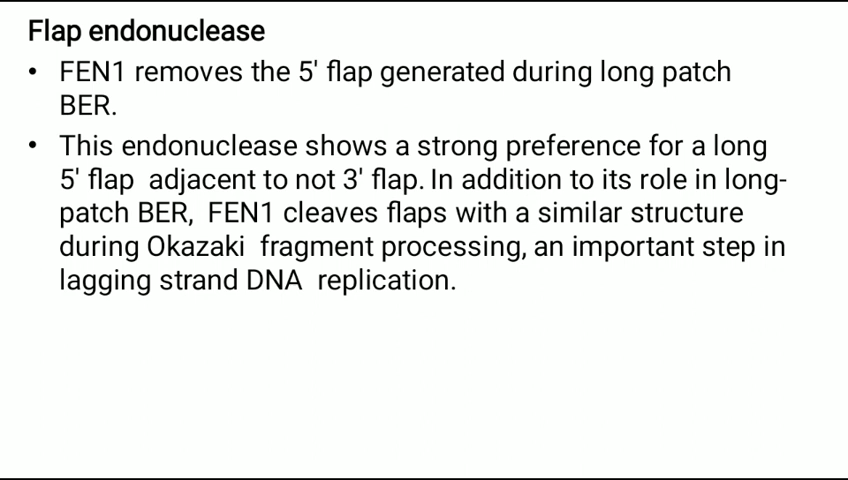 Flap endonuclease
• FEN1 removes the 5' flap generated during long patch
BER.
• This endonuclease shows a strong preference for a long
5' flap adjacent to not 3' flap. In addition to its role in long-
patch BER, FEN1 cleaves flaps with a similar structure
during Okazaki fragment processing, an important step in
lagging strand DNA replication.